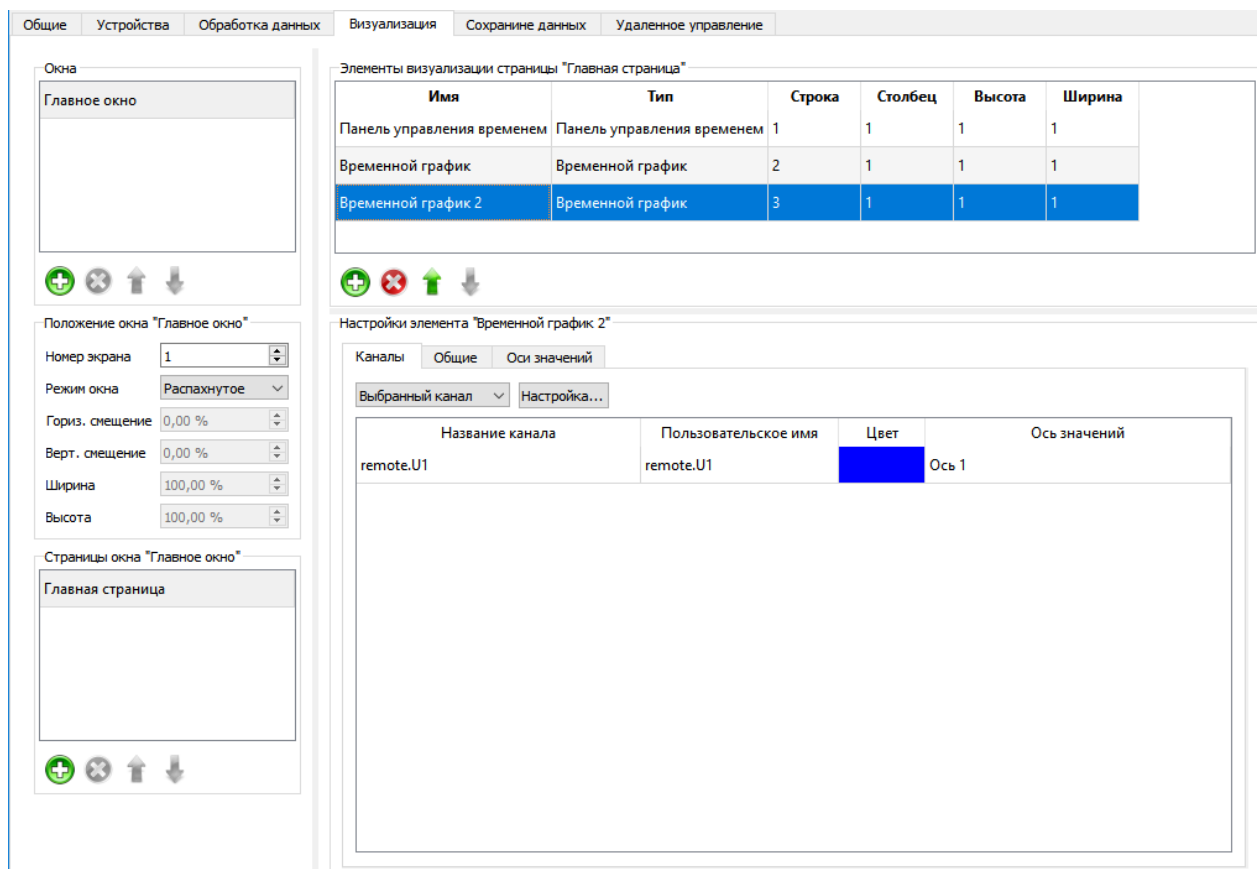 Общие Устройства Обработка данных Визуализация Сохранине данных Удаленное управление
Окна
Главное окно
Положение окна "Главное окно"
Номер экрана 1
Режим окна Распахнутое
Гориз. смещение 0,00 %
Верт. смещение 0,00 %
Ширина 100,00 %
Высота 100,00 %
Страницы окна "Главное окно"
Главная страница
Элементы визуализации страницы "Главная страница"
Имя Тип Строка Столбец Высота Ширина
Панель управления временем Панель управления временем 1 1 1 1
Временной график Временной график 2 1 1 1
Временной график 2 Временной график 3 1 1 1
Настройки элемента "Временной график 2"
Каналы Общие Оси значений
Выбранный канал Настройка...
Название канала Пользовательское имя Цвет Ось значений
remote.U1 remote.U1 Ось 1